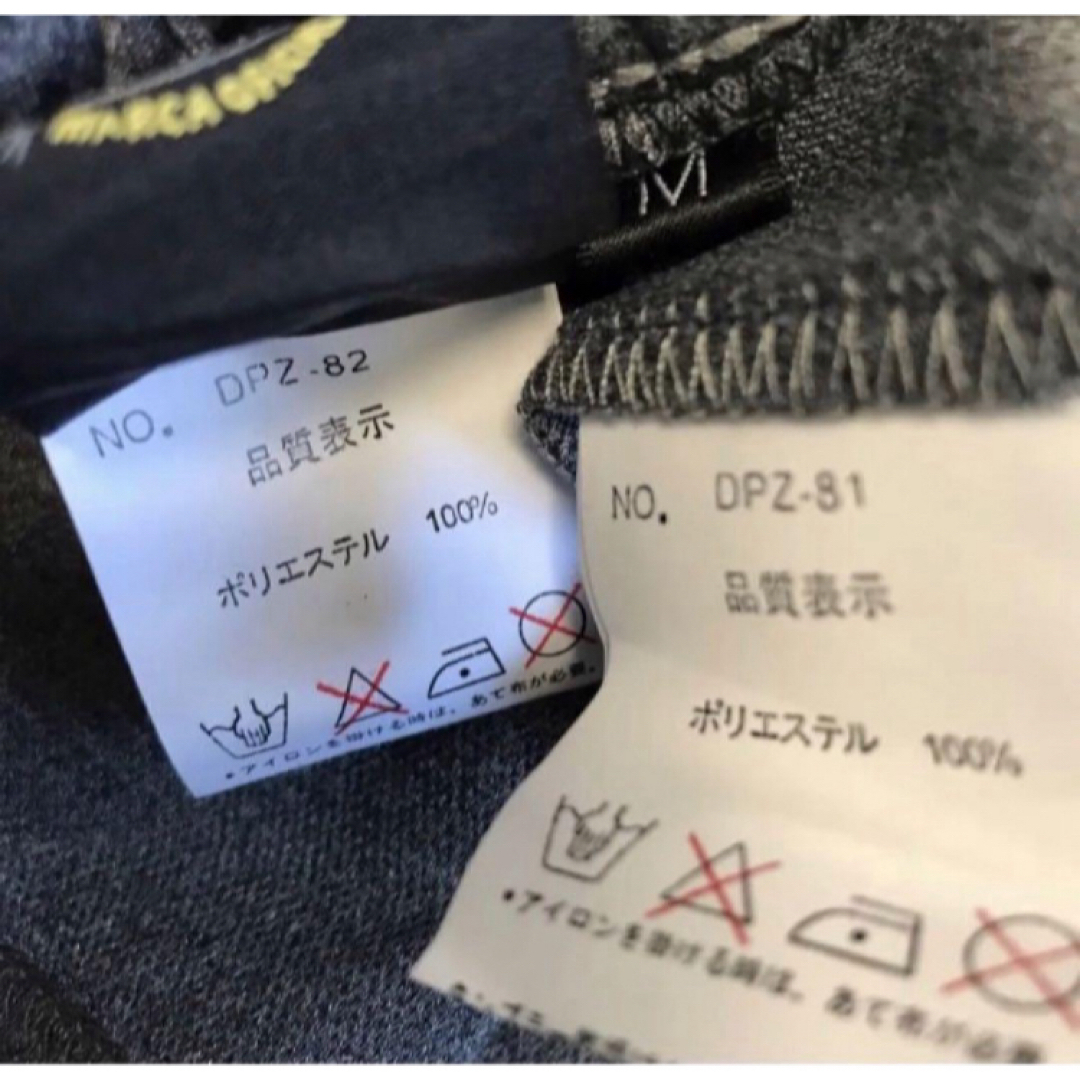 MARCA
M
NO. DPZ-82
品質表示
ポリエステル 100%
•アイロンを掛ける時は、あて布が必要.
NO. DPZ-81
品質表示
ポリエステル 100%
•アイロンを掛ける時は、あて布が必要